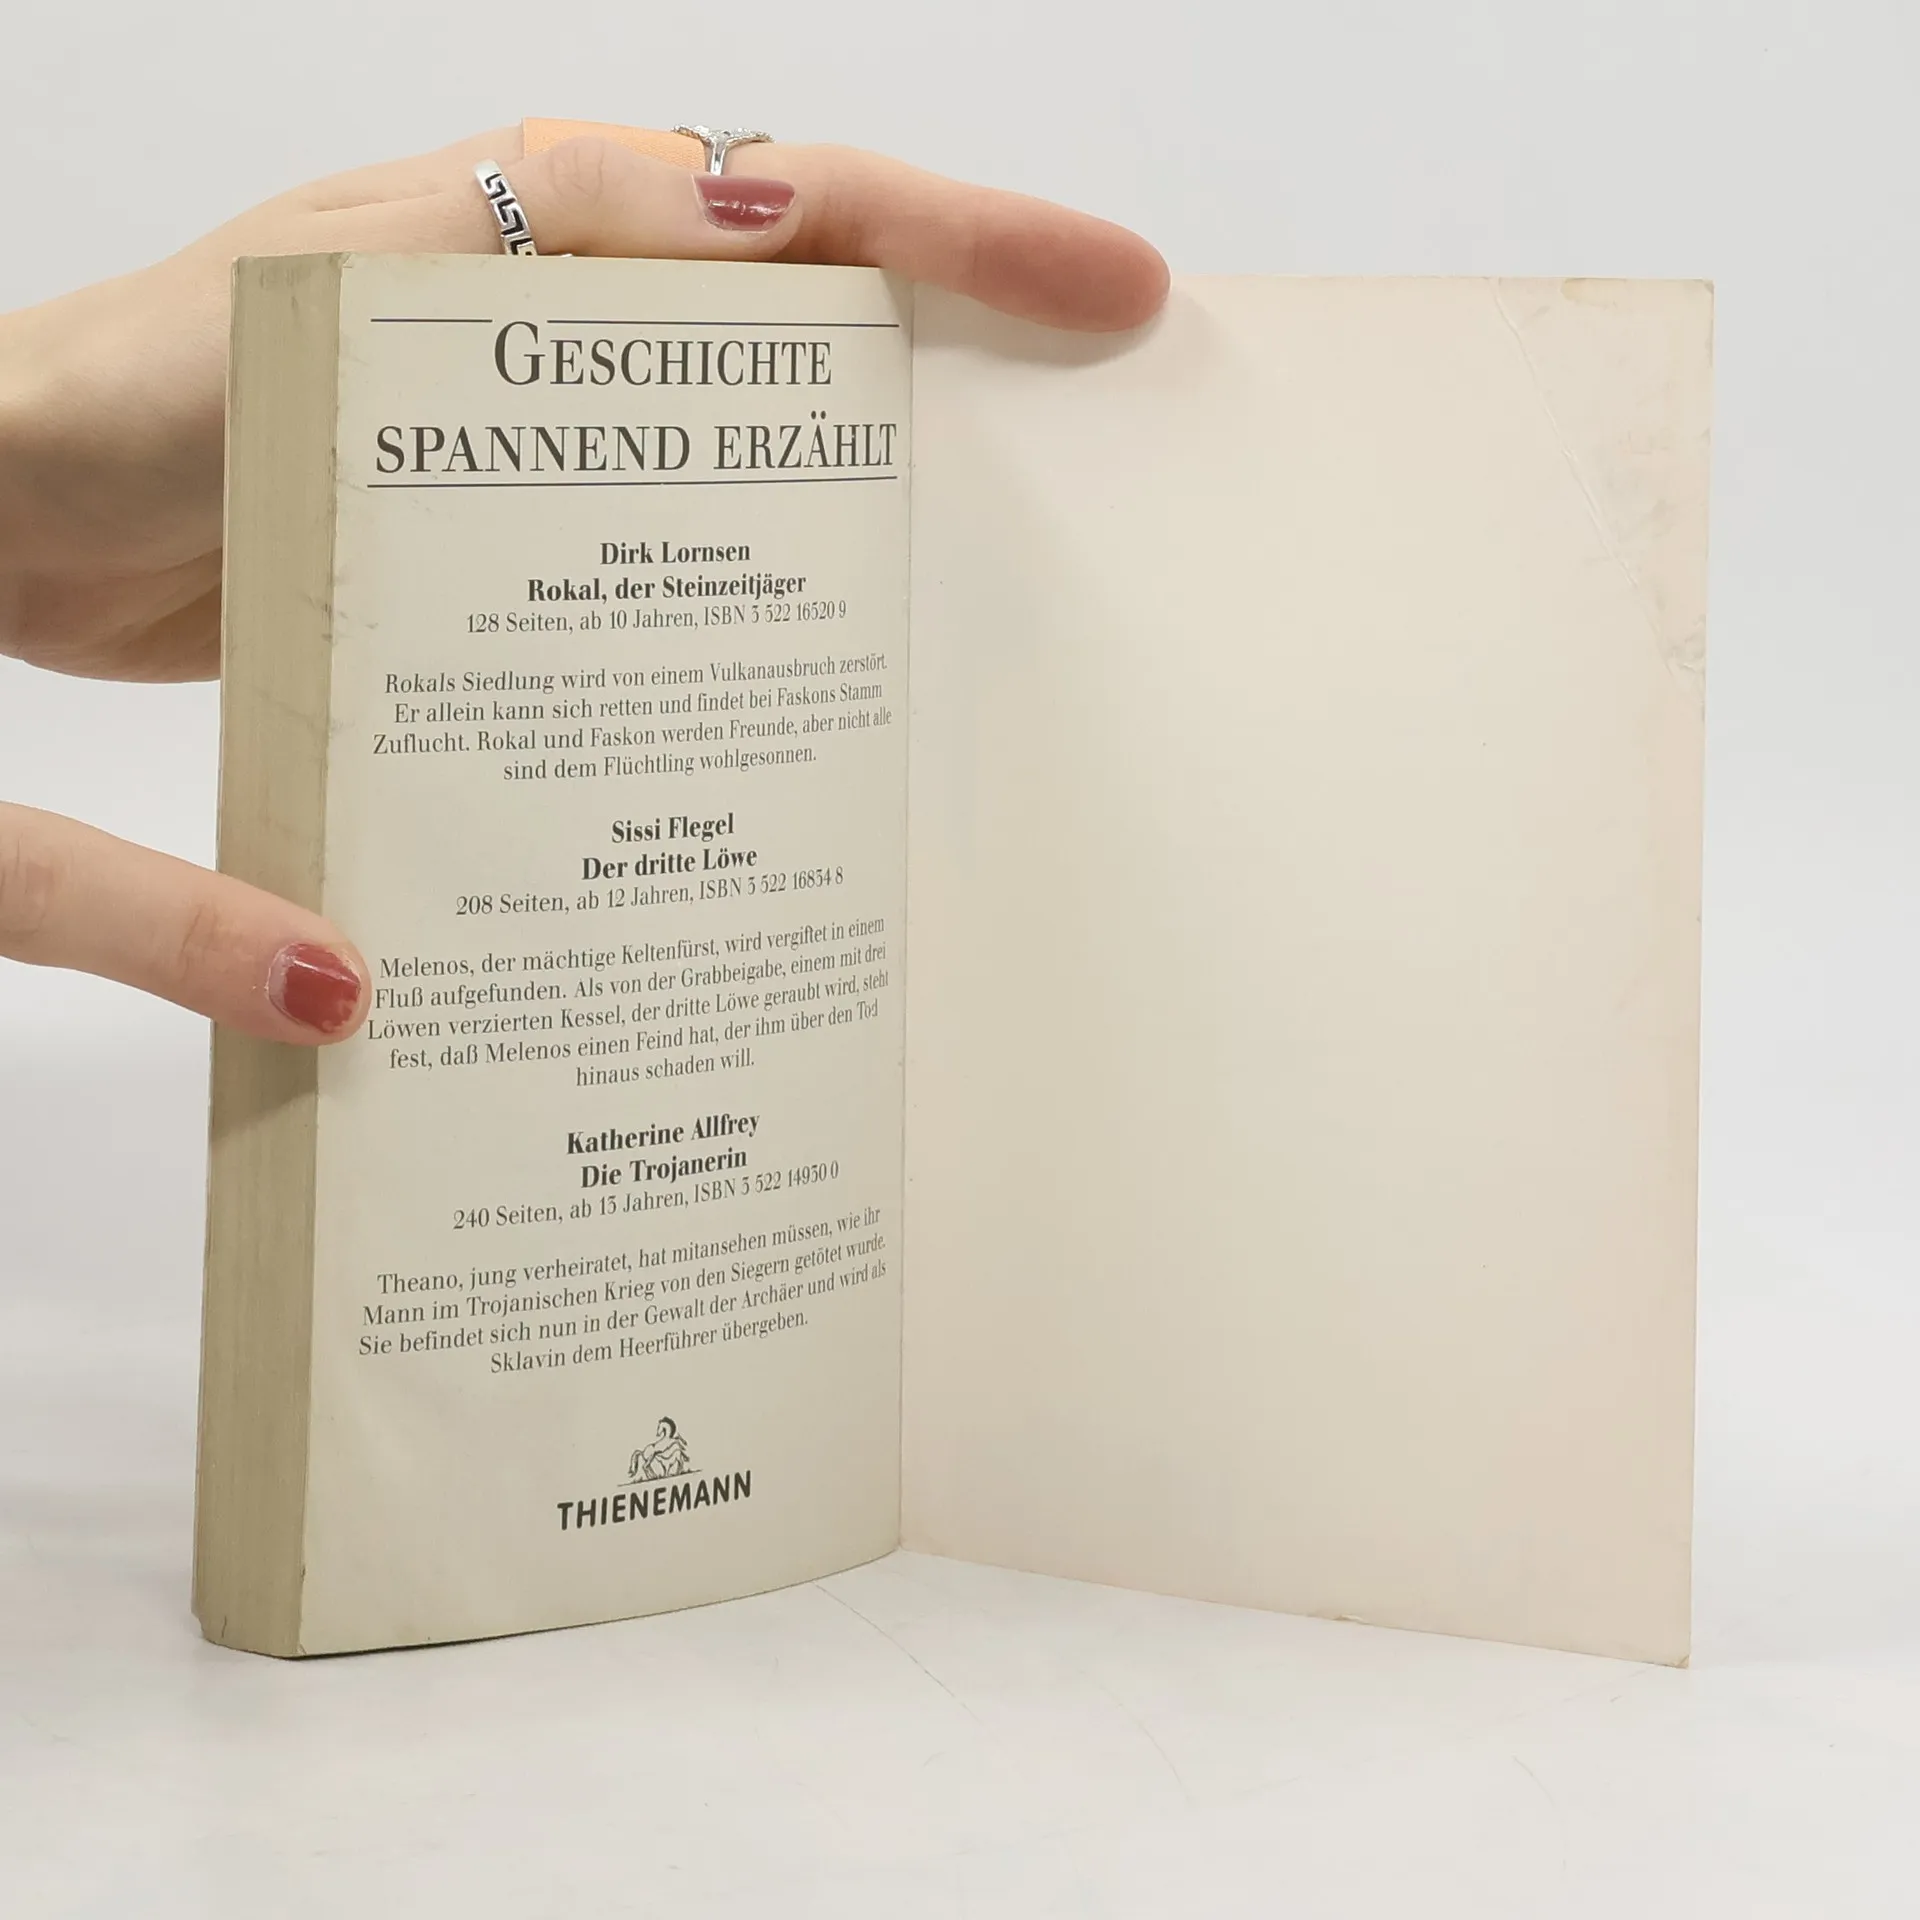 GESCHICHTE
SPANNEND ERZÄHLT
Dirk Lornsen
Rokal, der Steinzeitjäger
128 Seiten, ab 10 Jahren, ISBN 3 522 16520 9
Rokals Siedlung wird von einem Vulkanausbruch zerstört.
Er allein kann sich retten und findet bei Faskons Stamm
Zuflucht. Rokal und Faskon werden Freunde, aber nicht alle
sind dem Flüchtling wohlgesonnen.
Sissi Flegel
Der dritte Löwe
208 Seiten, ab 12 Jahren, ISBN 3 522 16834 8
Melenos, der mächtige Keltenfürst, wird vergiftet in einem
Fluß aufgefunden. Als von der Grabbeigabe, einem mit drei
Löwen verzierten Kessel, der dritte Löwe geraubt wird, steht
fest, daß Melenos einen Feind hat, der ihm über den Tod
hinaus schaden will.
Katherine Allfrey
Die Trojanerin
240 Seiten, ab 13 Jahren, ISBN 3 522 14930 0
Theano, jung verheiratet, hat mitansehen müssen, wie ihr
Mann im Trojanischen Krieg von den Siegern getötet wurde.
Sie befindet sich nun in der Gewalt der Archäer und wird als
Sklavin dem Heerführer übergeben.
THIENEMANN